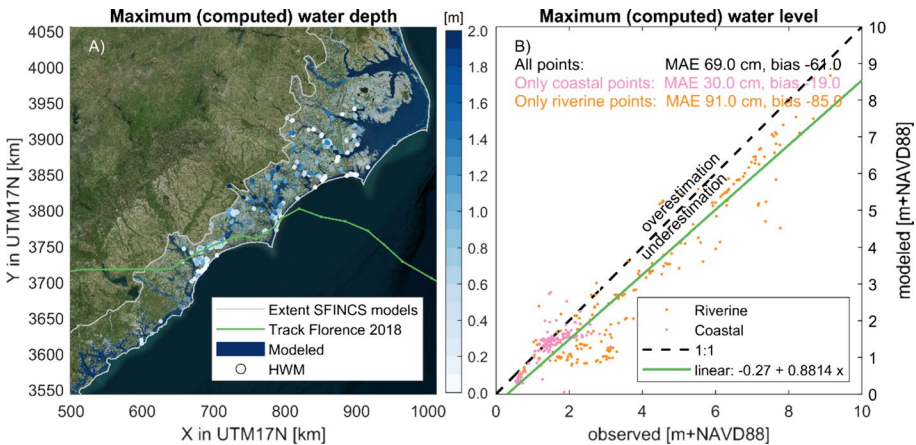 Maximum (computed) water depth
A)
Y in UTM17N [km]
4050
4000
3950
3900
3850
3800
3750
3700
3650
3600
3550
500
600
700
800
900
1000
X in UTM17N [km]
Extent SFINCS models
Track Florence 2018
Modeled
HWM
[m]
2.0
1.8
1.6
1.4
1.2
1.0
0.8
0.6
0.4
0.2
0.0
Maximum (computed) water level
B)
All points: MAE 69.0 cm, bias -61.0
Only coastal points: MAE 30.0 cm, bias -19.0
Only riverine points: MAE 91.0 cm, bias -85.0
overestimation
underestimation
Riverine
Coastal
1:1
linear: -0.27 + 0.8814 x
0
2
4
6
8
10
observed [m+NAVD88]
10
9
8
7
6
5
4
3
2
1
0
modeled [m+NAVD88]